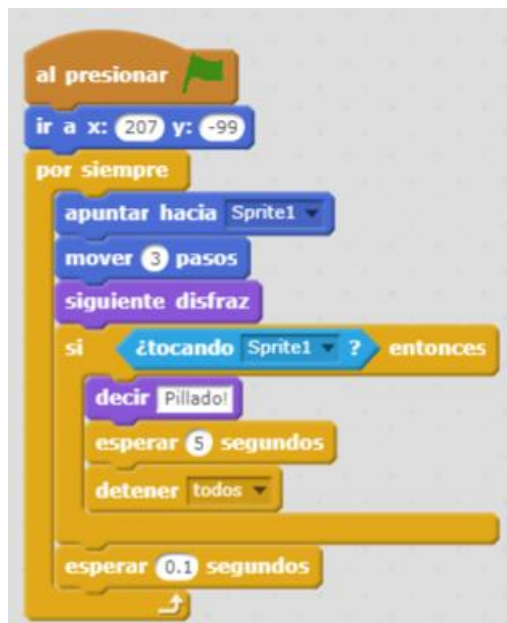 al presionar
ir a x: 207 y: -99
por siempre
apuntar hacia Sprite1
mover 3 pasos
siguiente disfraz
si ¿tocando Sprite1 ? entonces
decir Pillado!
esperar 5 segundos
detener todos
esperar 0.1 segundos